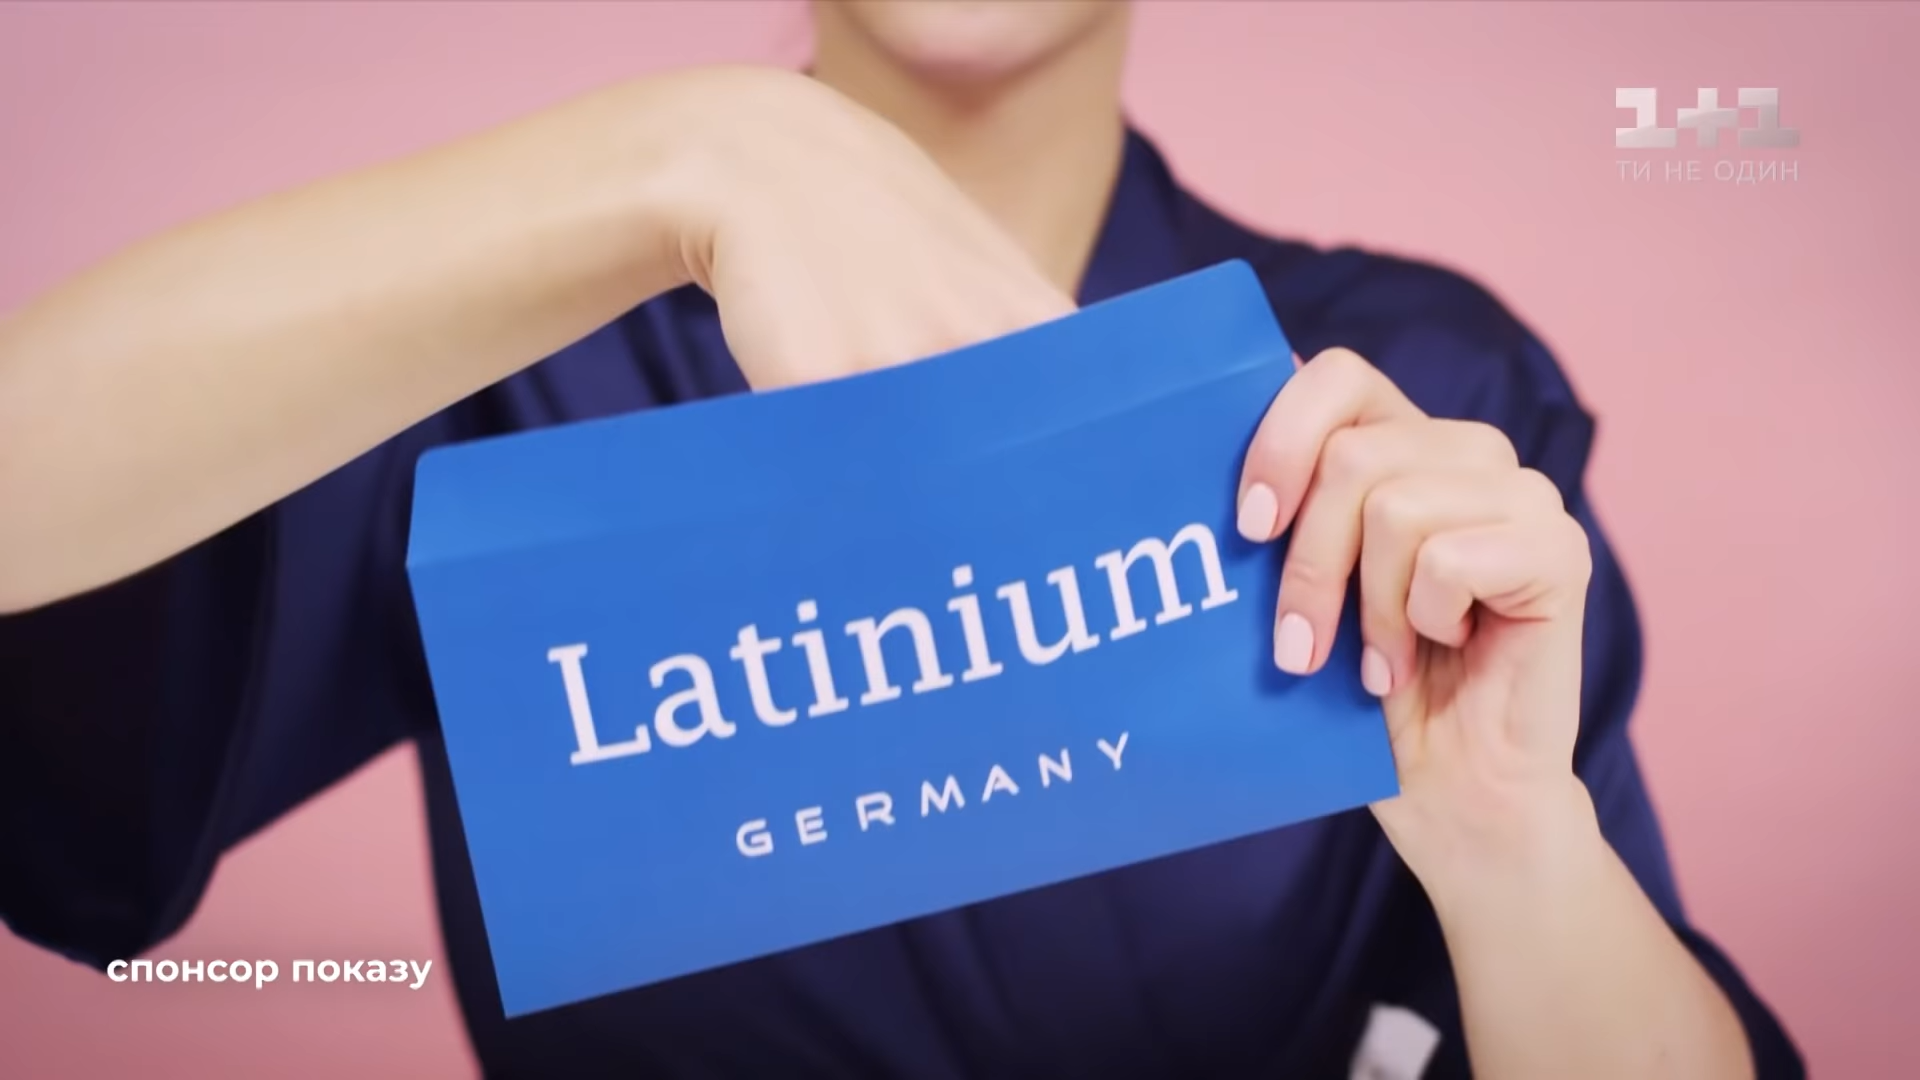 1+1
ТИ НЕ ОДИН
Latinium
GERMANY
спонсор показу